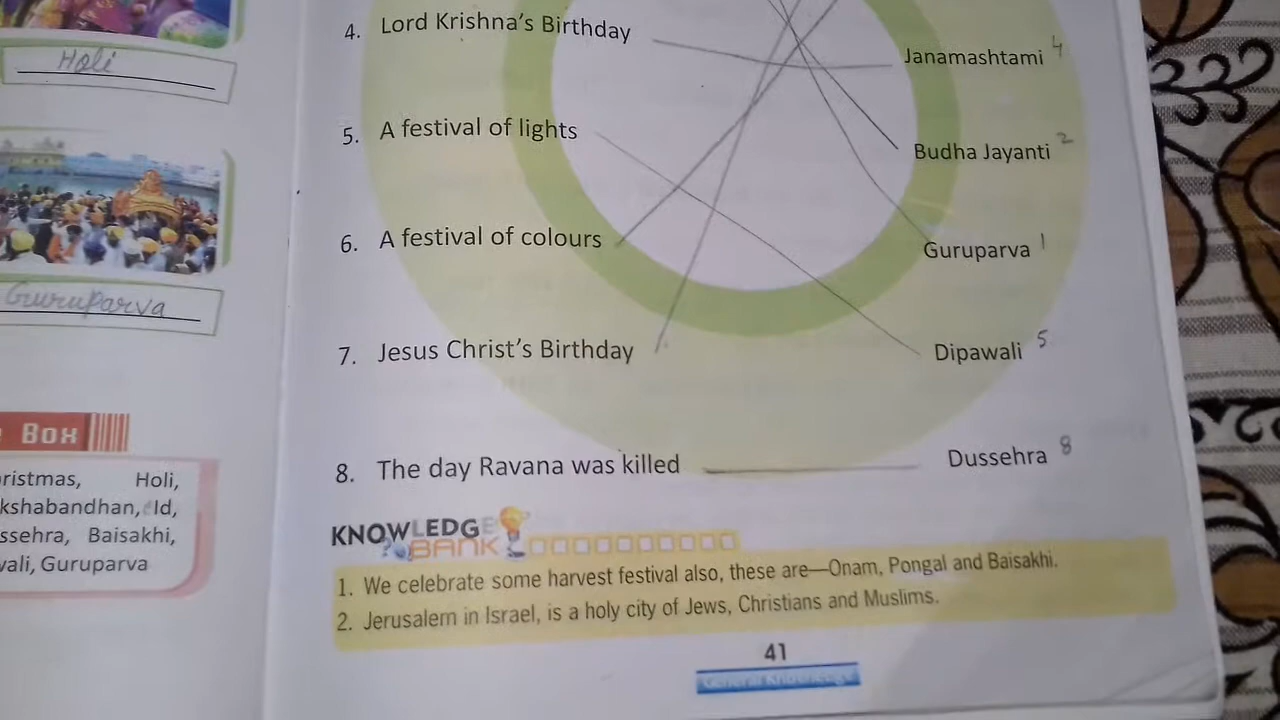 Holi
Guruparva
Box
ristmas, Holi,
kshabandhan, Id,
ssehra, Baisakhi,
vali, Guruparva
4. Lord Krishna's Birthday
Janamashtami 4
5. A festival of lights
Budha Jayanti 2
6. A festival of colours
Guruparva 1
7. Jesus Christ's Birthday
Dipawali 5
8. The day Ravana was killed
Dussehra 8
KNOWLEDGE
BANK
1. We celebrate some harvest festival also, these are—Onam, Pongal and Baisakhi.
2. Jerusalem in Israel, is a holy city of Jews, Christians and Muslims.
41
General Knowledge